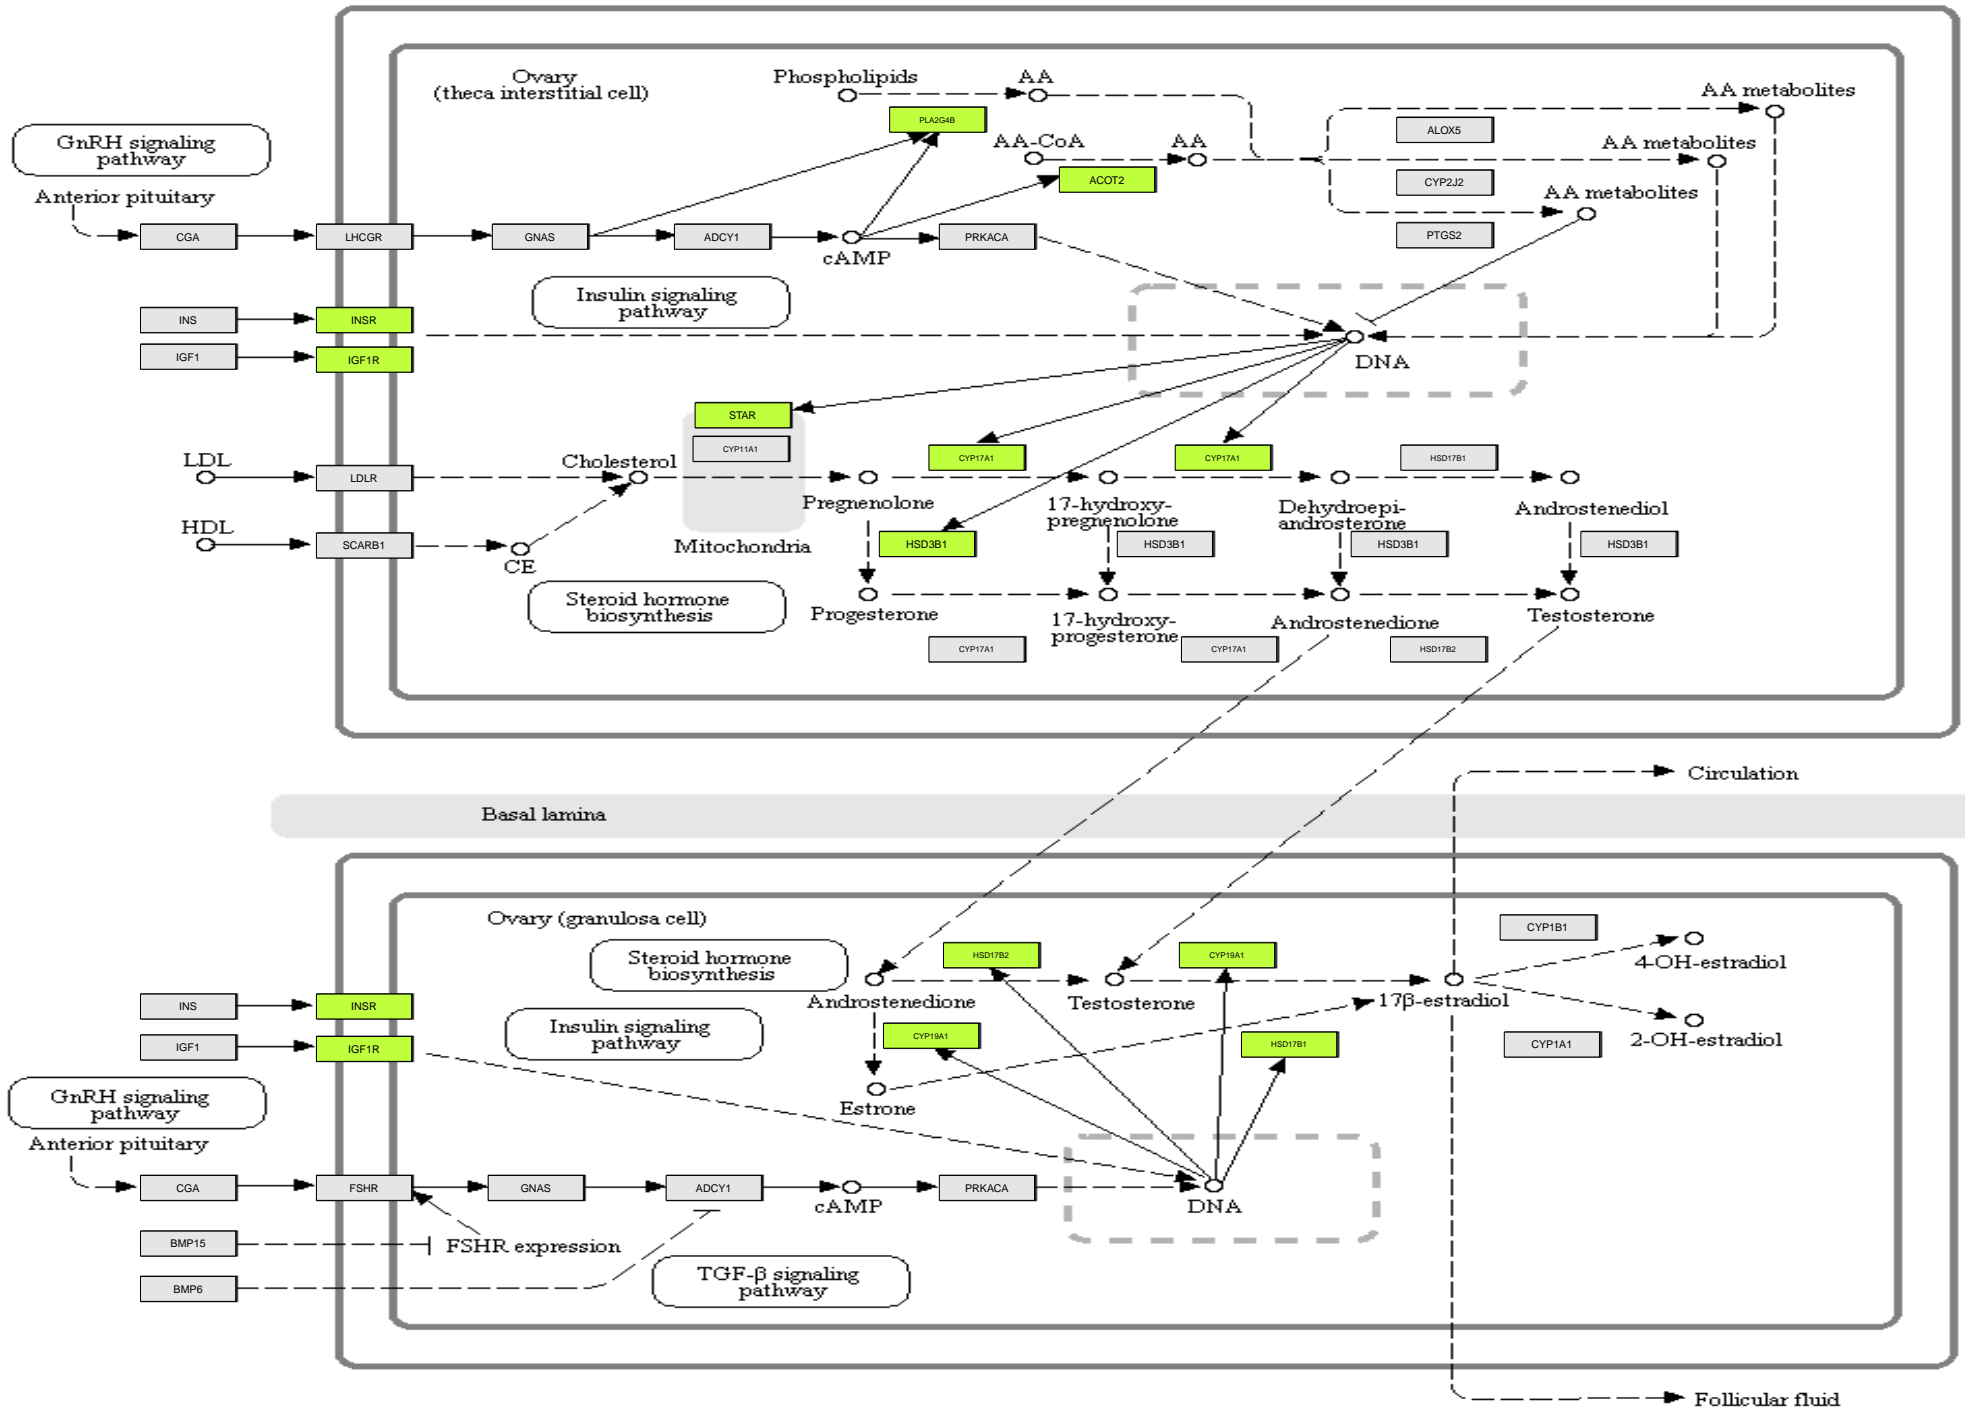 Ovary
(theca interstitial cell)
Phospholipids
AA
AA metabolites
PLA2G4B
ALOX5
GnRH signaling
pathway
AA-CoA
AA
AA metabolites
ACOT2
CYP2J2
Anterior pituitary
AA metabolites
CGA
LHCGR
GNAS
ADCY1
cAMP
PRKACA
PTGS2
Insulin signaling
pathway
INS
INSR
IGF1
IGF1R
DNA
STAR
CYP11A1
LDL
LDLR
Cholesterol
CYP17A1
CYP17A1
HSD17B1
Pregnenolone
17-hydroxy-
pregnenolone
Dehydroepi-
androsterone
Androstenediol
HDL
SCARB1
CE
Mitochondria
HSD3B1
HSD3B1
HSD3B1
HSD3B1
Steroid hormone
biosynthesis
Progesterone
17-hydroxy-
progesterone
Androstenedione
Testosterone
CYP17A1
CYP17A1
HSD17B2
Circulation
Basal lamina
Ovary (granulosa cell)
CYP1B1
Steroid hormone
biosynthesis
HSD17B2
CYP19A1
4-OH-estradiol
Androstenedione
Testosterone
17β-estradiol
INS
INSR
Insulin signaling
pathway
CYP19A1
HSD17B1
CYP1A1
2-OH-estradiol
IGF1
IGF1R
GnRH signaling
pathway
Estrone
Anterior pituitary
CGA
FSHR
GNAS
ADCY1
cAMP
PRKACA
DNA
BMP15
FSHR expression
BMP6
TGF-β signaling
pathway
Follicular fluid